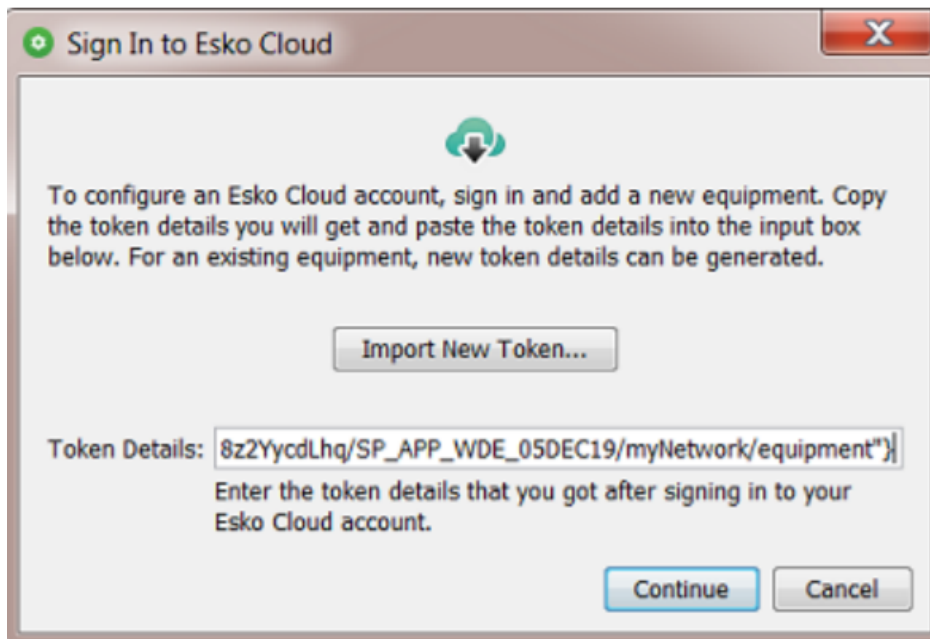 Sign In to Esko Cloud
To configure an Esko Cloud account, sign in and add a new equipment. Copy
the token details you will get and paste the token details into the input box
below. For an existing equipment, new token details can be generated.
Import New Token...
Token Details: 8z2YycdLhq/SP_APP_WDE_05DEC19/myNetwork/equipment"}
Enter the token details that you got after signing in to your
Esko Cloud account.
Continue Cancel